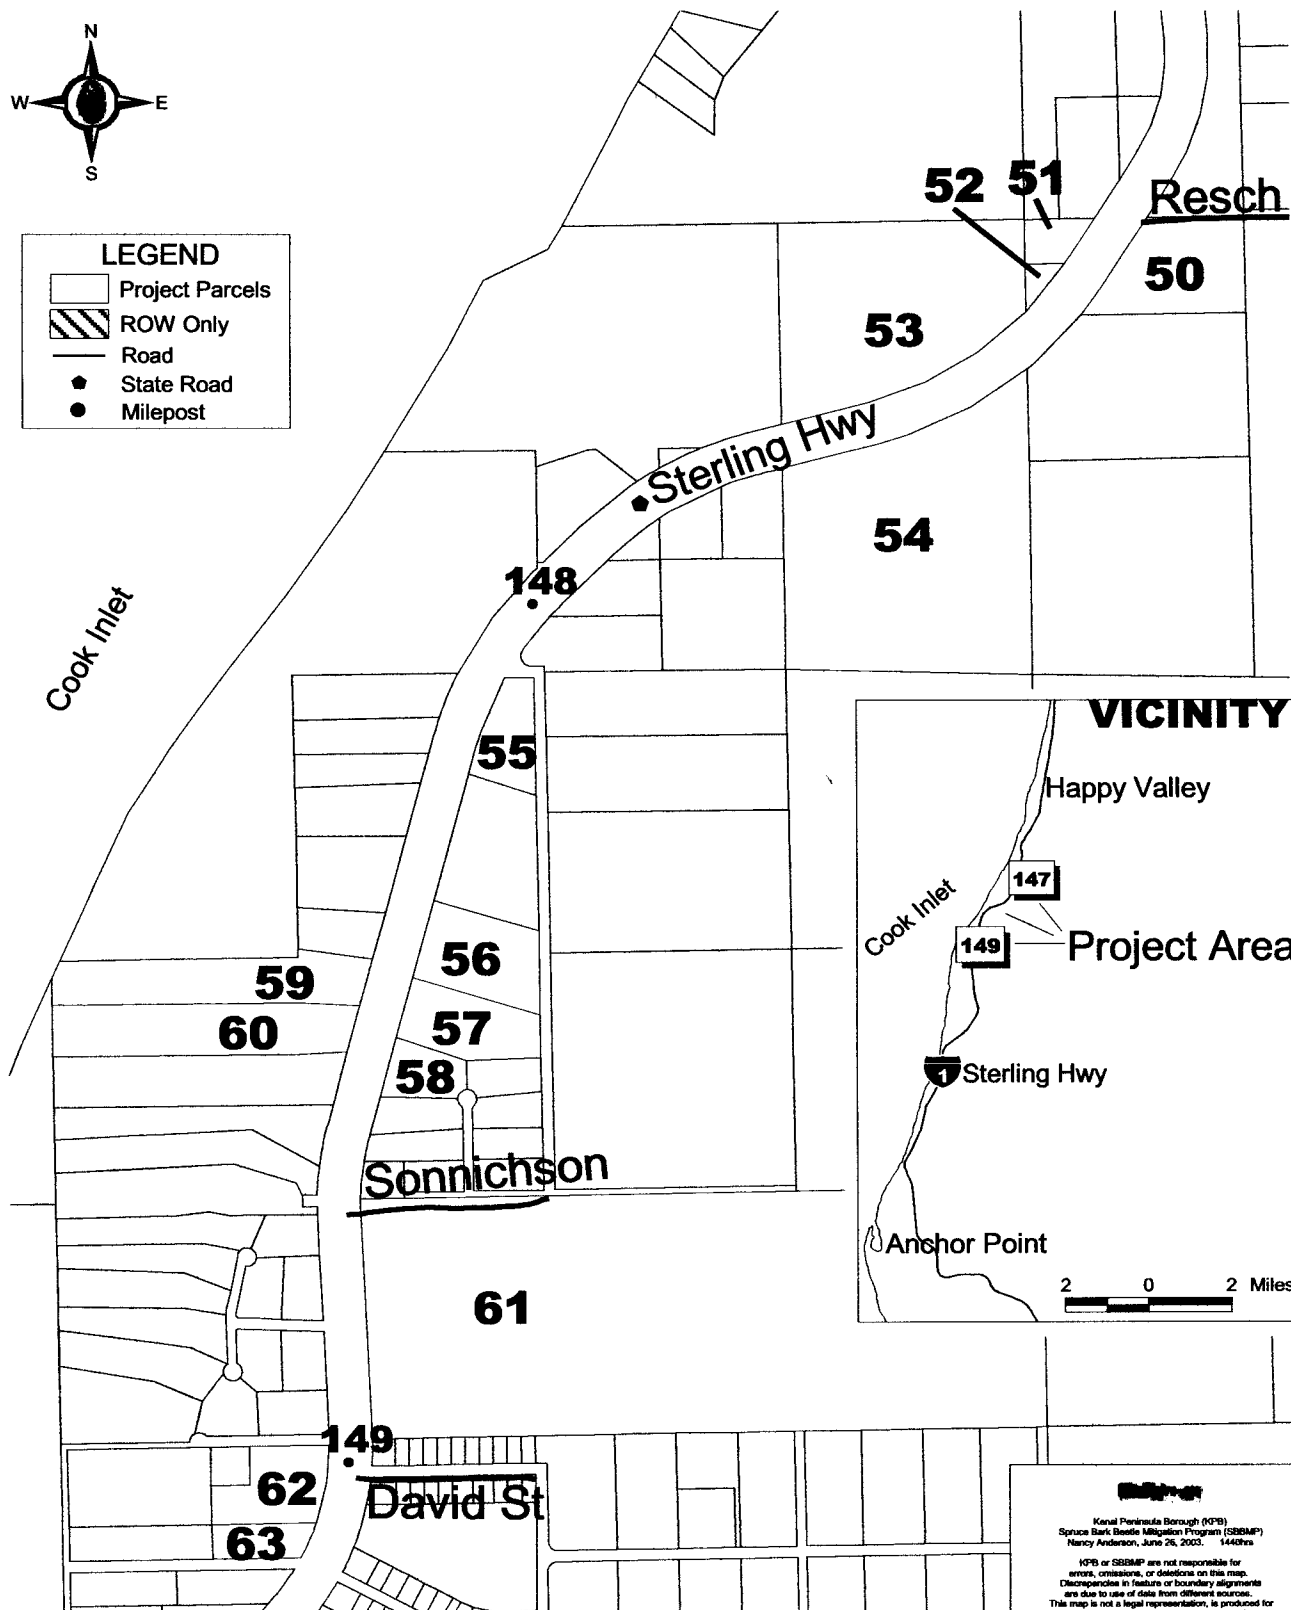 N
W E
S
LEGEND
Project Parcels
ROW Only
Road
State Road
Milepost
52 51
Resch
50
53
Sterling Hwy
54
148
Cook Inlet
55
VICINITY
Happy Valley
147
Cook Inlet
149
Project Area
56
59
57
60
58
1 Sterling Hwy
Sonnichson
Anchor Point
2 0 2 Miles
61
149
62
David St
63
Kenai Peninsula Borough (KPB)
Spruce Bark Beetle Mitigation Program (SBBMP)
Nancy Anderson, June 26, 2003. 1440hrs
KPB or SBBMP are not responsible for
errors, omissions, or deletions on this map.
Discrepancies in feature or boundary alignments
are due to use of data from different sources.
This map is not a legal representation, is produced for